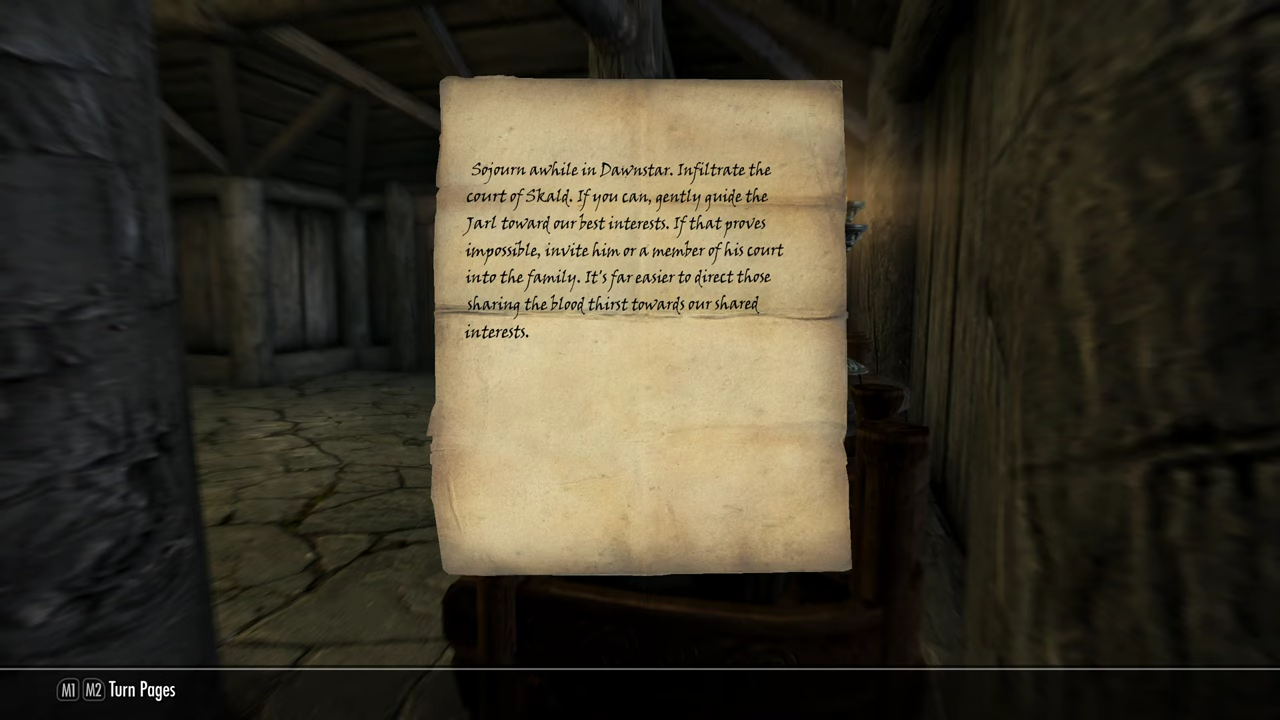 Sojourn awhile in Dawnstar. Infiltrate the
court of Skald. If you can, gently guide the
Jarl toward our best interests. If that proves
impossible, invite him or a member of his court
into the family. It's far easier to direct those
sharing the blood thirst towards our shared
interests.
M1 M2 Turn Pages